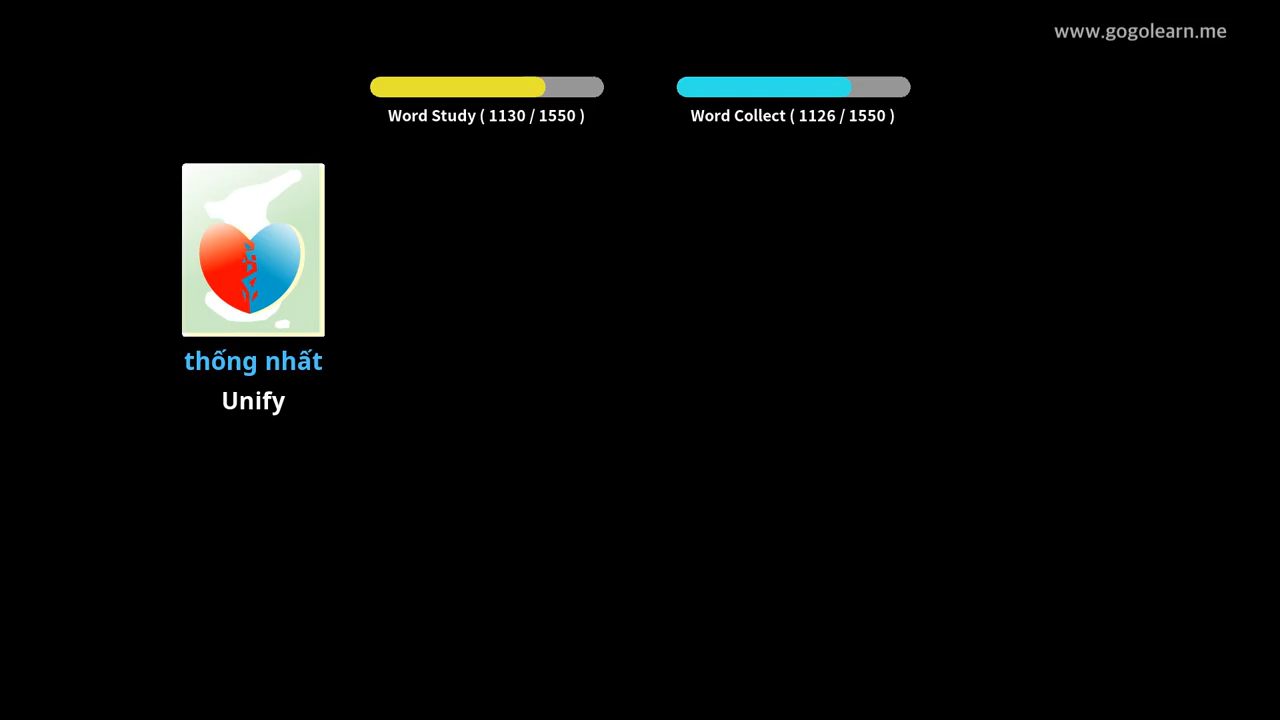 www.gogolearn.me
Word Study ( 1130 / 1550 )
Word Collect ( 1126 / 1550 )
thống nhất
Unify